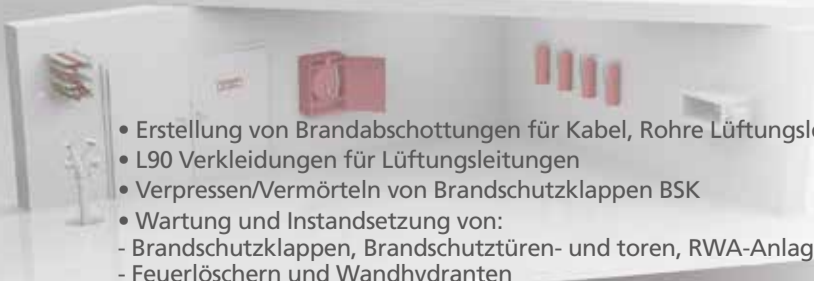 • Erstellung von Brandabschottungen für Kabel, Rohre Lüftungsle
• L90 Verkleidungen für Lüftungsleitungen
• Verpressen/Vermörteln von Brandschutzklappen BSK
• Wartung und Instandsetzung von:
- Brandschutzklappen, Brandschutztüren- und toren, RWA-Anlag
- Feuerlöschern und Wandhydranten